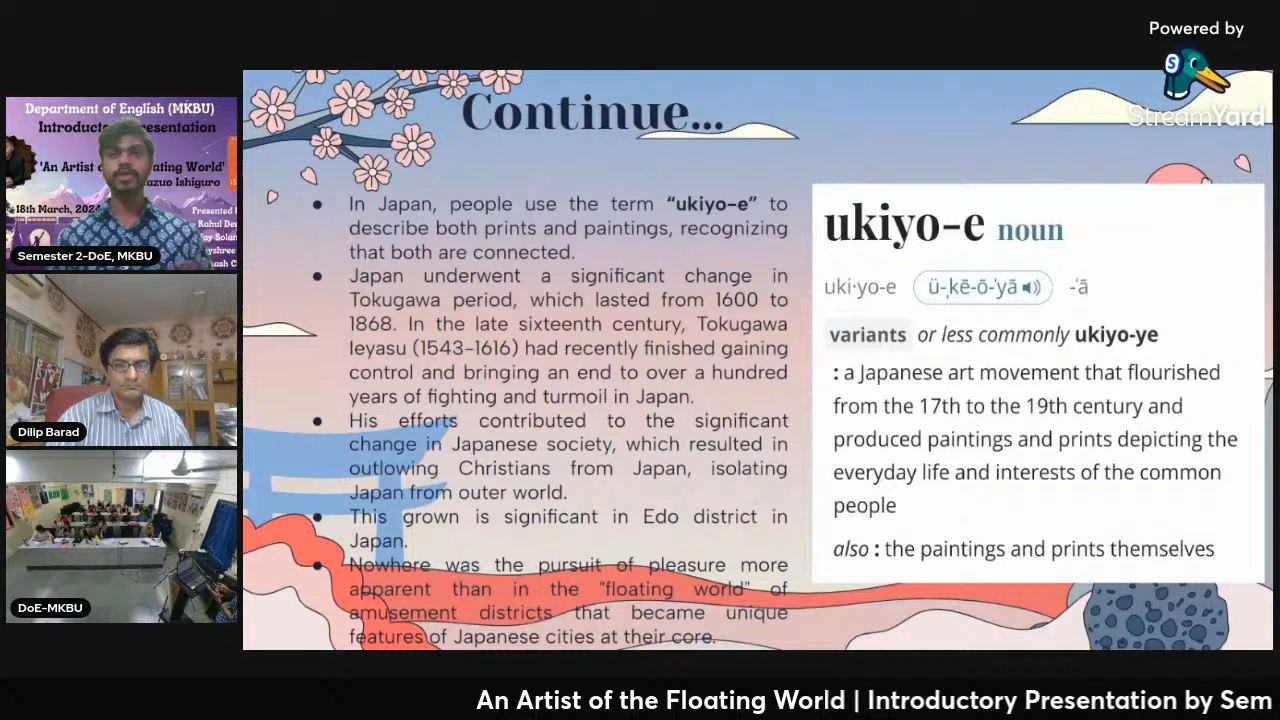 Powered by
StreamYard
Department of English (MKBU)
Introducto presentation
'An Artist o ating World'
azuo Ishiguro
18th March, 202
Presented b
Rahul De
ay Solan
Semester 2-DoE, MKBU
Dilip Barad
DoE-MKBU
Continue...
● In Japan, people use the term "ukiyo-e" to
describe both prints and paintings, recognizing
that both are connected.
● Japan underwent a significant change in
Tokugawa period, which lasted from 1600 to
1868. In the late sixteenth century, Tokugawa
Ieyasu (1543-1616) had recently finished gaining
control and bringing an end to over a hundred
years of fighting and turmoil in Japan.
● His efforts contributed to the significant
change in Japanese society, which resulted in
outlowing Christians from Japan, isolating
Japan from outer world.
● This grown is significant in Edo district in
Japan.
● Nowhere was the pursuit of pleasure more
apparent than in the "floating world" of
amusement districts that became unique
features of Japanese cities at their core.
ukiyo-e noun
uki·yo-e ü-ˌkē-ō-ˈyā -ˈā
variants or less commonly ukiyo-ye
: a Japanese art movement that flourished
from the 17th to the 19th century and
produced paintings and prints depicting the
everyday life and interests of the common
people
also : the paintings and prints themselves
An Artist of the Floating World | Introductory Presentation by Sem